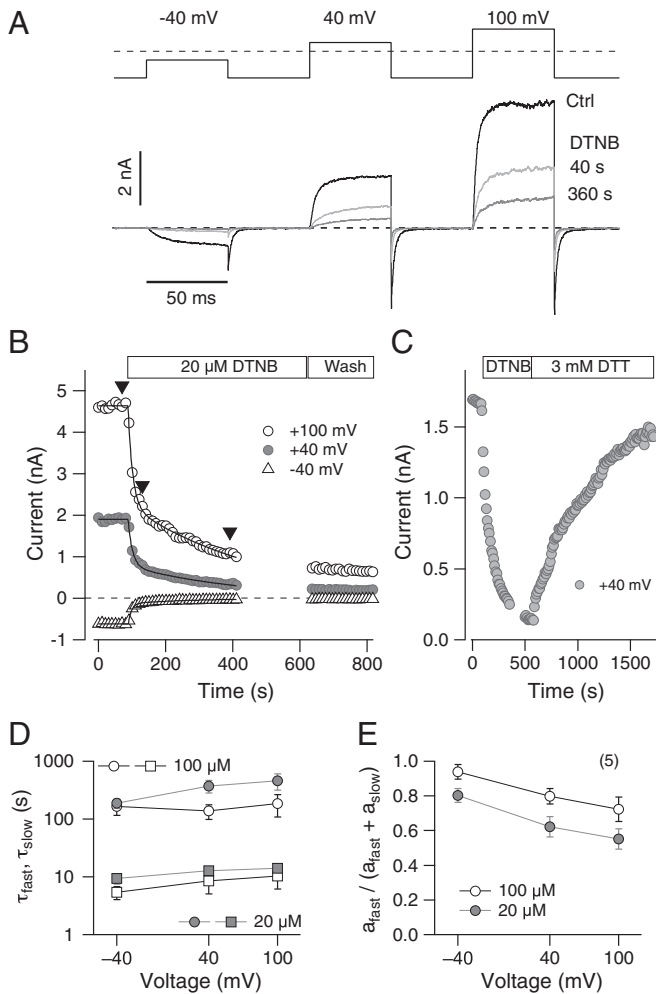 A
-40 mV 40 mV 100 mV
Ctrl
DTNB
40 s
360 s
2 nA
50 ms
B
20 µM DTNB Wash
Current (nA)
5
4
3
2
1
0
-1
+100 mV
+40 mV
-40 mV
0 200 400 600 800
Time (s)
C
DTNB 3 mM DTT
Current (nA)
1.5
1.0
0.5
0.0
+40 mV
0 500 1000 1500
Time (s)
D
τfast, τslow (s)
1000
100
10
1
100 µM
20 µM
−40 40 100
Voltage (mV)
E
afast / (afast + aslow)
1.0
0.8
0.6
0.4
0.2
0.0
(5)
100 µM
20 µM
−40 40 100
Voltage (mV)